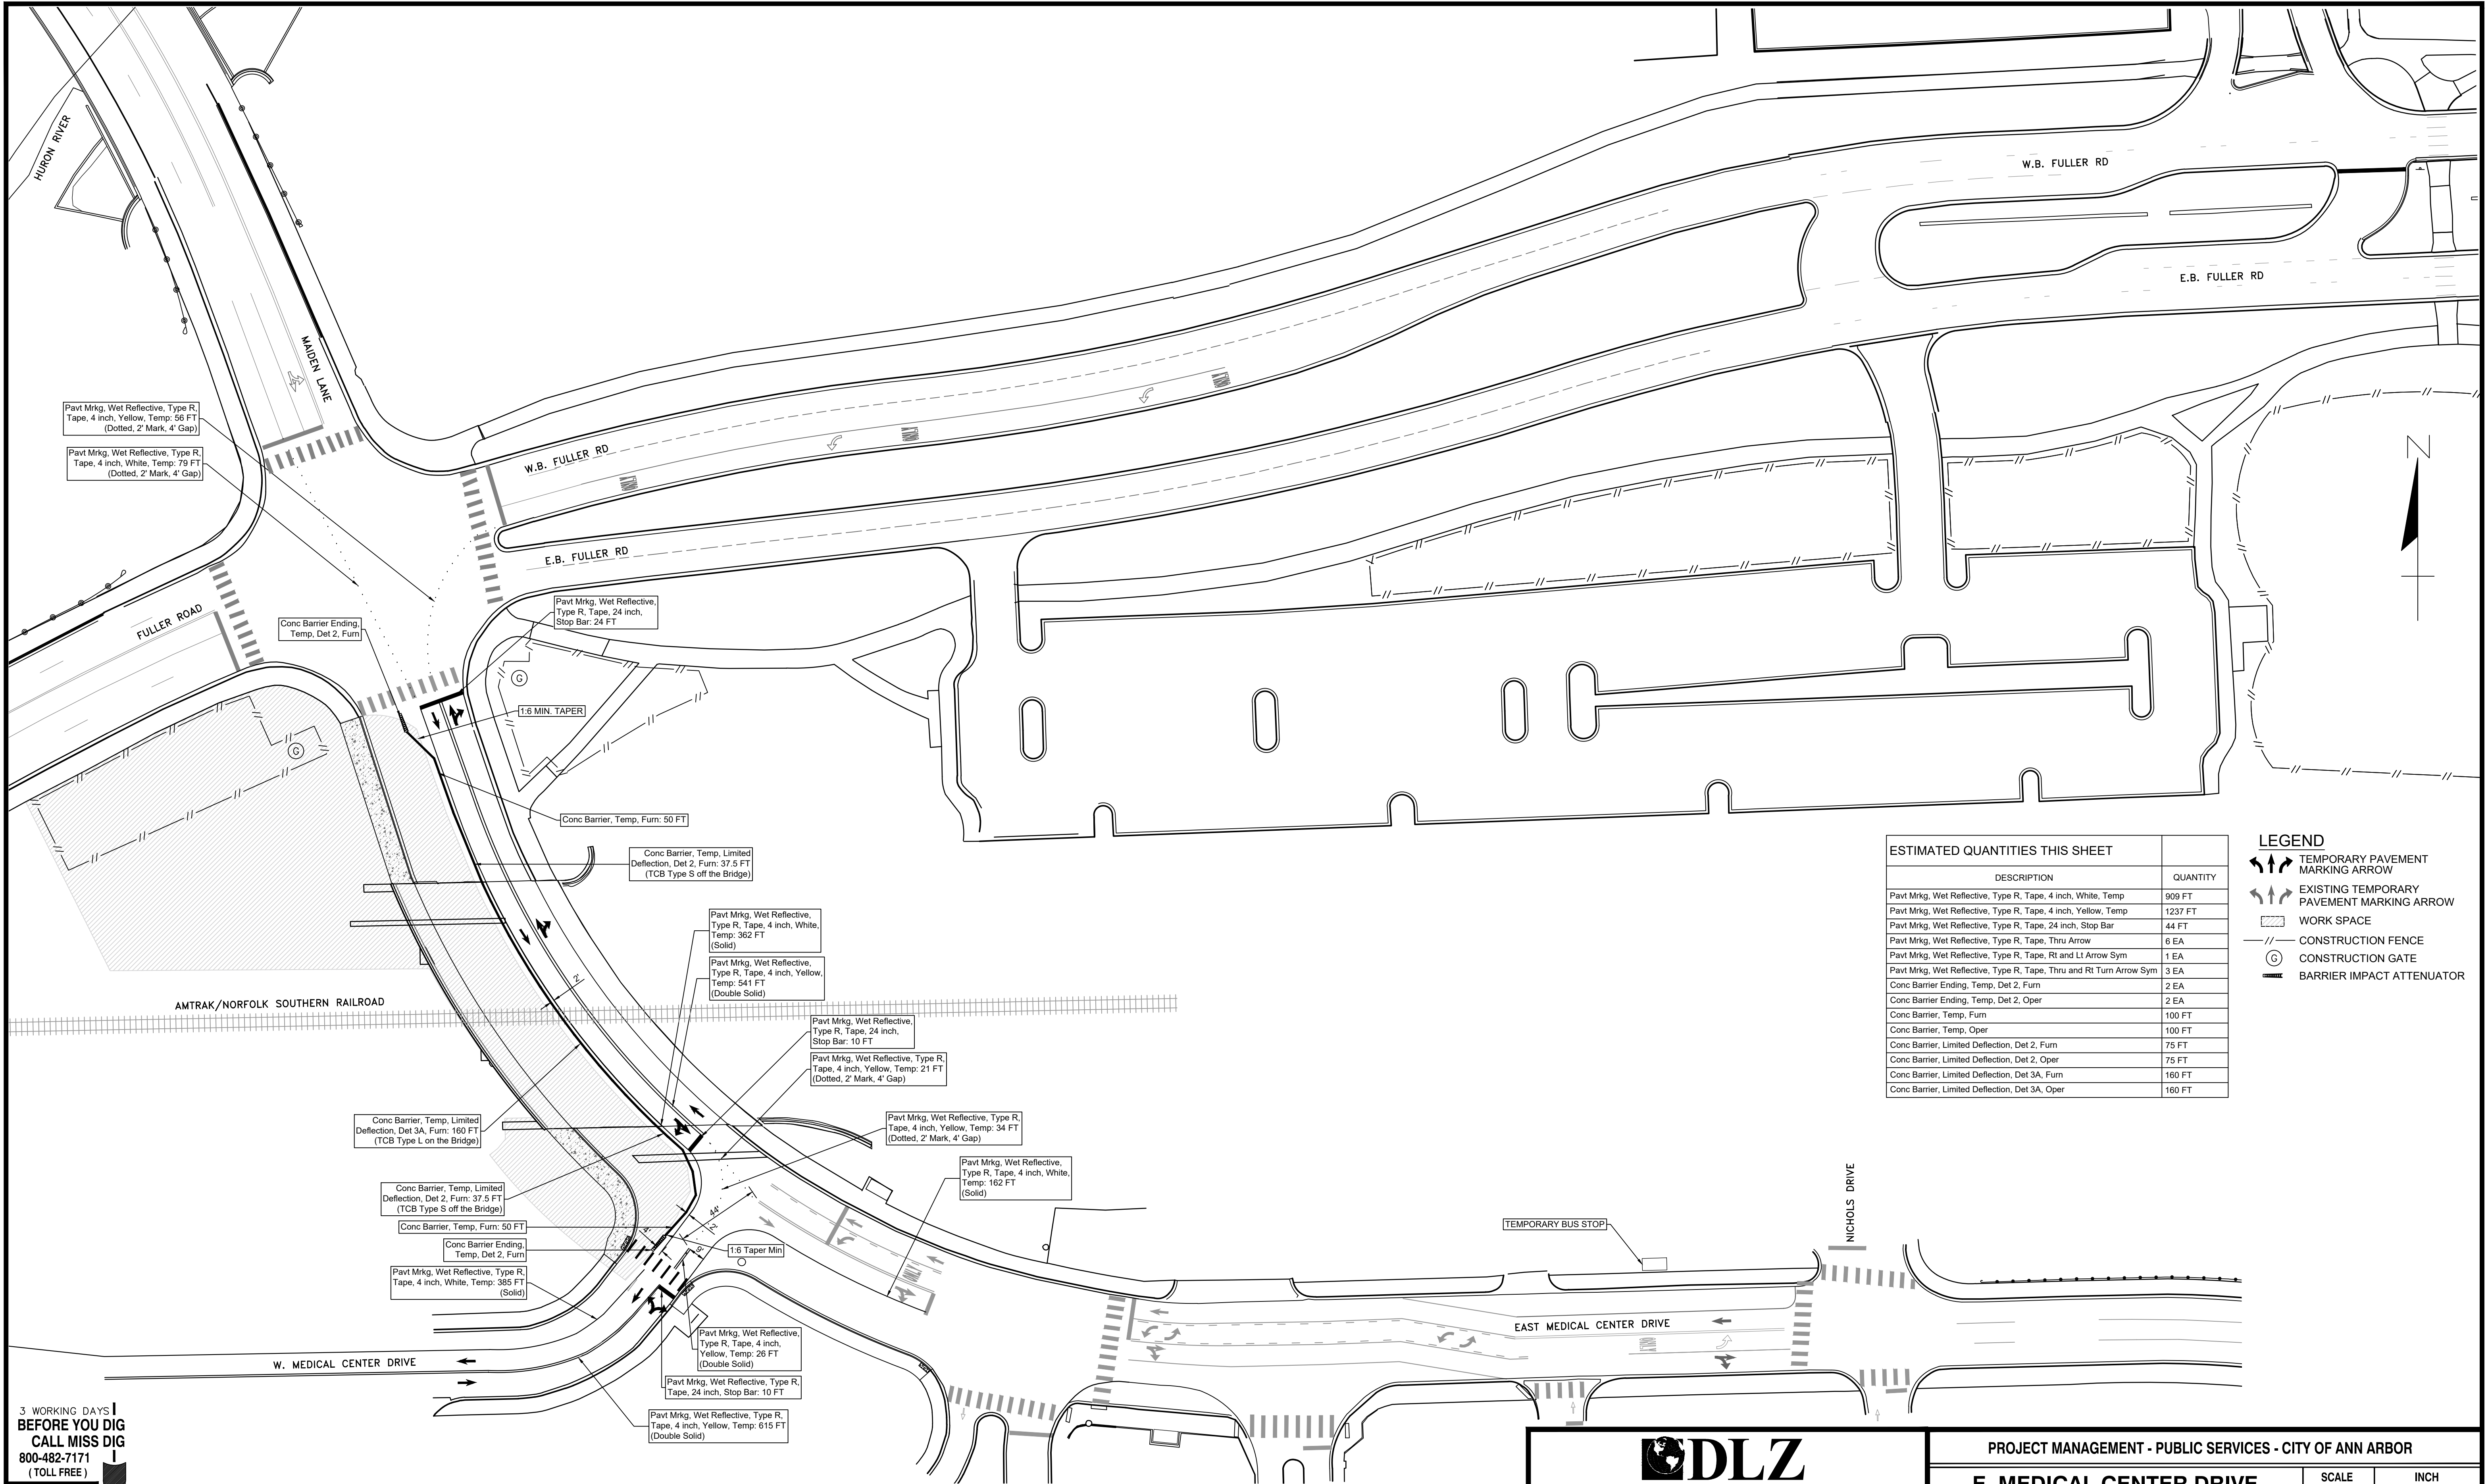 HURON RIVER
MAIDEN LANE
W.B. FULLER RD
E.B. FULLER RD
Pavt Mrkg, Wet Reflective, Type R,
Tape, 4 inch, Yellow, Temp: 56 FT
(Dotted, 2' Mark, 4' Gap)
Pavt Mrkg, Wet Reflective, Type R,
Tape, 4 inch, White, Temp: 79 FT
(Dotted, 2' Mark, 4' Gap)
W.B. FULLER RD
E.B. FULLER RD
N
FULLER ROAD
Conc Barrier Ending,
Temp, Det 2, Furn
Pavt Mrkg, Wet Reflective,
Type R, Tape, 24 inch,
Stop Bar: 24 FT
G
1:6 MIN. TAPER
G
Conc Barrier, Temp, Furn: 50 FT
Conc Barrier, Temp, Limited
Deflection, Det 2, Furn: 37.5 FT
(TCB Type S off the Bridge)
Pavt Mrkg, Wet Reflective,
Type R, Tape, 4 inch, White,
Temp: 362 FT
(Solid)
Pavt Mrkg, Wet Reflective,
Type R, Tape, 4 inch, Yellow,
Temp: 541 FT
(Double Solid)
2'
AMTRAK/NORFOLK SOUTHERN RAILROAD
Pavt Mrkg, Wet Reflective,
Type R, Tape, 24 inch,
Stop Bar: 10 FT
Pavt Mrkg, Wet Reflective, Type R,
Tape, 4 inch, Yellow, Temp: 21 FT
(Dotted, 2' Mark, 4' Gap)
Conc Barrier, Temp, Limited
Deflection, Det 3A, Furn: 160 FT
(TCB Type L on the Bridge)
Pavt Mrkg, Wet Reflective, Type R,
Tape, 4 inch, Yellow, Temp: 34 FT
(Dotted, 2' Mark, 4' Gap)
Pavt Mrkg, Wet Reflective,
Type R, Tape, 4 inch, White,
Temp: 162 FT
(Solid)
Conc Barrier, Temp, Limited
Deflection, Det 2, Furn: 37.5 FT
(TCB Type S off the Bridge)
Conc Barrier, Temp, Furn: 50 FT
Conc Barrier Ending,
Temp, Det 2, Furn
44'
2'
4'
9'
1:6 Taper Min
Pavt Mrkg, Wet Reflective, Type R,
Tape, 4 inch, White, Temp: 385 FT
(Solid)
Pavt Mrkg, Wet Reflective,
Type R, Tape, 4 inch,
Yellow, Temp: 26 FT
(Double Solid)
Pavt Mrkg, Wet Reflective, Type R,
Tape, 24 inch, Stop Bar: 10 FT
Pavt Mrkg, Wet Reflective, Type R,
Tape, 4 inch, Yellow, Temp: 615 FT
(Double Solid)
W. MEDICAL CENTER DRIVE
TEMPORARY BUS STOP
NICHOLS DRIVE
EAST MEDICAL CENTER DRIVE
ESTIMATED QUANTITIES THIS SHEET
DESCRIPTION QUANTITY
Pavt Mrkg, Wet Reflective, Type R, Tape, 4 inch, White, Temp 909 FT
Pavt Mrkg, Wet Reflective, Type R, Tape, 4 inch, Yellow, Temp 1237 FT
Pavt Mrkg, Wet Reflective, Type R, Tape, 24 inch, Stop Bar 44 FT
Pavt Mrkg, Wet Reflective, Type R, Tape, Thru Arrow 6 EA
Pavt Mrkg, Wet Reflective, Type R, Tape, Rt and Lt Arrow Sym 1 EA
Pavt Mrkg, Wet Reflective, Type R, Tape, Thru and Rt Turn Arrow Sym 3 EA
Conc Barrier Ending, Temp, Det 2, Furn 2 EA
Conc Barrier Ending, Temp, Det 2, Oper 2 EA
Conc Barrier, Temp, Furn 100 FT
Conc Barrier, Temp, Oper 100 FT
Conc Barrier, Limited Deflection, Det 2, Furn 75 FT
Conc Barrier, Limited Deflection, Det 2, Oper 75 FT
Conc Barrier, Limited Deflection, Det 3A, Furn 160 FT
Conc Barrier, Limited Deflection, Det 3A, Oper 160 FT
LEGEND
TEMPORARY PAVEMENT
MARKING ARROW
EXISTING TEMPORARY
PAVEMENT MARKING ARROW
WORK SPACE
CONSTRUCTION FENCE
G CONSTRUCTION GATE
BARRIER IMPACT ATTENUATOR
3 WORKING DAYS
BEFORE YOU DIG
CALL MISS DIG
800-482-7171
( TOLL FREE )
DLZ
PROJECT MANAGEMENT - PUBLIC SERVICES - CITY OF ANN ARBOR
E. MEDICAL CENTER DRIVE
SCALE
INCH